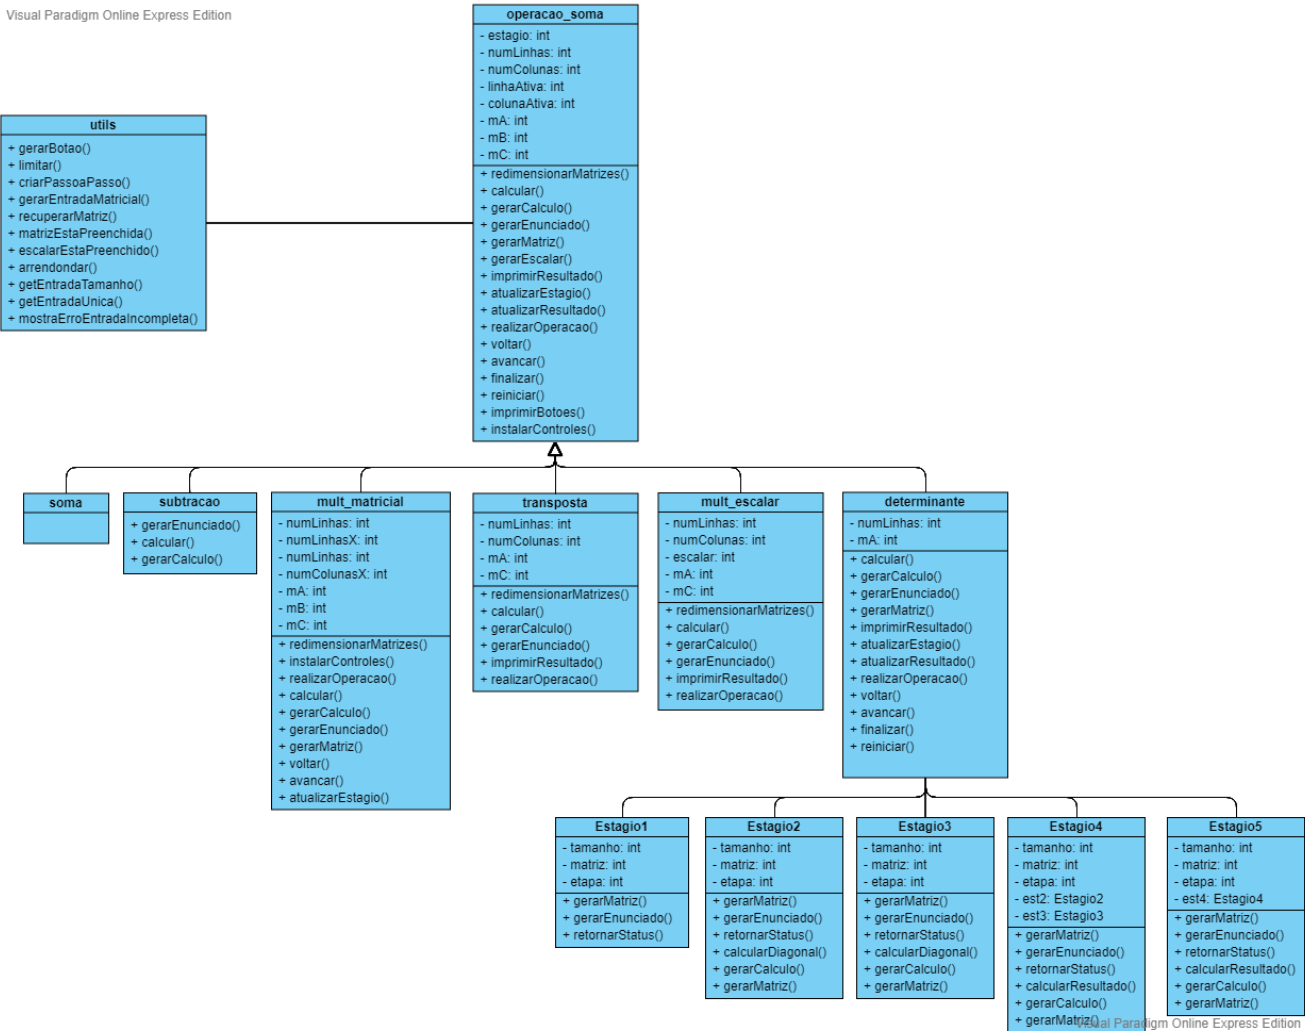 Visual Paradigm Online Express Edition
operacao_soma
- estagio: int
- numLinhas: int
- numColunas: int
- linhaAtiva: int
- colunaAtiva: int
- mA: int
- mB: int
- mC: int
+ redimensionarMatrizes()
+ calcular()
+ gerarCalculo()
+ gerarEnunciado()
+ gerarMatriz()
+ gerarEscalar()
+ imprimirResultado()
+ atualizarEstagio()
+ atualizarResultado()
+ realizarOperacao()
+ voltar()
+ avancar()
+ finalizar()
+ reiniciar()
+ imprimirBotoes()
+ instalarControles()
utils
+ gerarBotao()
+ limitar()
+ criarPassoaPasso()
+ gerarEntradaMatricial()
+ recuperarMatriz()
+ matrizEstaPreenchida()
+ escalarEstaPreenchido()
+ arrendondar()
+ getEntradaTamanho()
+ getEntradaUnica()
+ mostraErroEntradaIncompleta()
soma
subtracao
+ gerarEnunciado()
+ calcular()
+ gerarCalculo()
mult_matricial
- numLinhas: int
- numLinhasX: int
- numLinhas: int
- numColunasX: int
- mA: int
- mB: int
- mC: int
+ redimensionarMatrizes()
+ instalarControles()
+ realizarOperacao()
+ calcular()
+ gerarCalculo()
+ gerarEnunciado()
+ gerarMatriz()
+ voltar()
+ avancar()
+ atualizarEstagio()
transposta
- numLinhas: int
- numColunas: int
- mA: int
- mC: int
+ redimensionarMatrizes()
+ calcular()
+ gerarCalculo()
+ gerarEnunciado()
+ imprimirResultado()
+ realizarOperacao()
mult_escalar
- numLinhas: int
- numColunas: int
- escalar: int
- mA: int
- mC: int
+ redimensionarMatrizes()
+ calcular()
+ gerarCalculo()
+ gerarEnunciado()
+ imprimirResultado()
+ realizarOperacao()
determinante
- numLinhas: int
- mA: int
+ calcular()
+ gerarCalculo()
+ gerarEnunciado()
+ gerarMatriz()
+ imprimirResultado()
+ atualizarEstagio()
+ atualizarResultado()
+ realizarOperacao()
+ voltar()
+ avancar()
+ finalizar()
+ reiniciar()
Estagio1
- tamanho: int
- matriz: int
- etapa: int
+ gerarMatriz()
+ gerarEnunciado()
+ retornarStatus()
Estagio2
- tamanho: int
- matriz: int
- etapa: int
+ gerarMatriz()
+ gerarEnunciado()
+ retornarStatus()
+ calcularDiagonal()
+ gerarCalculo()
+ gerarMatriz()
Estagio3
- tamanho: int
- matriz: int
- etapa: int
+ gerarMatriz()
+ gerarEnunciado()
+ retornarStatus()
+ calcularDiagonal()
+ gerarCalculo()
+ gerarMatriz()
Estagio4
- tamanho: int
- matriz: int
- etapa: int
- est2: Estagio2
- est3: Estagio3
+ gerarMatriz()
+ gerarEnunciado()
+ retornarStatus()
+ calcularResultado()
+ gerarCalculo()
+ gerarMatriz()
Estagio5
- tamanho: int
- matriz: int
- etapa: int
- est4: Estagio4
+ gerarMatriz()
+ gerarEnunciado()
+ retornarStatus()
+ calcularResultado()
+ gerarCalculo()
+ gerarMatriz()
Visual Paradigm Online Express Edition